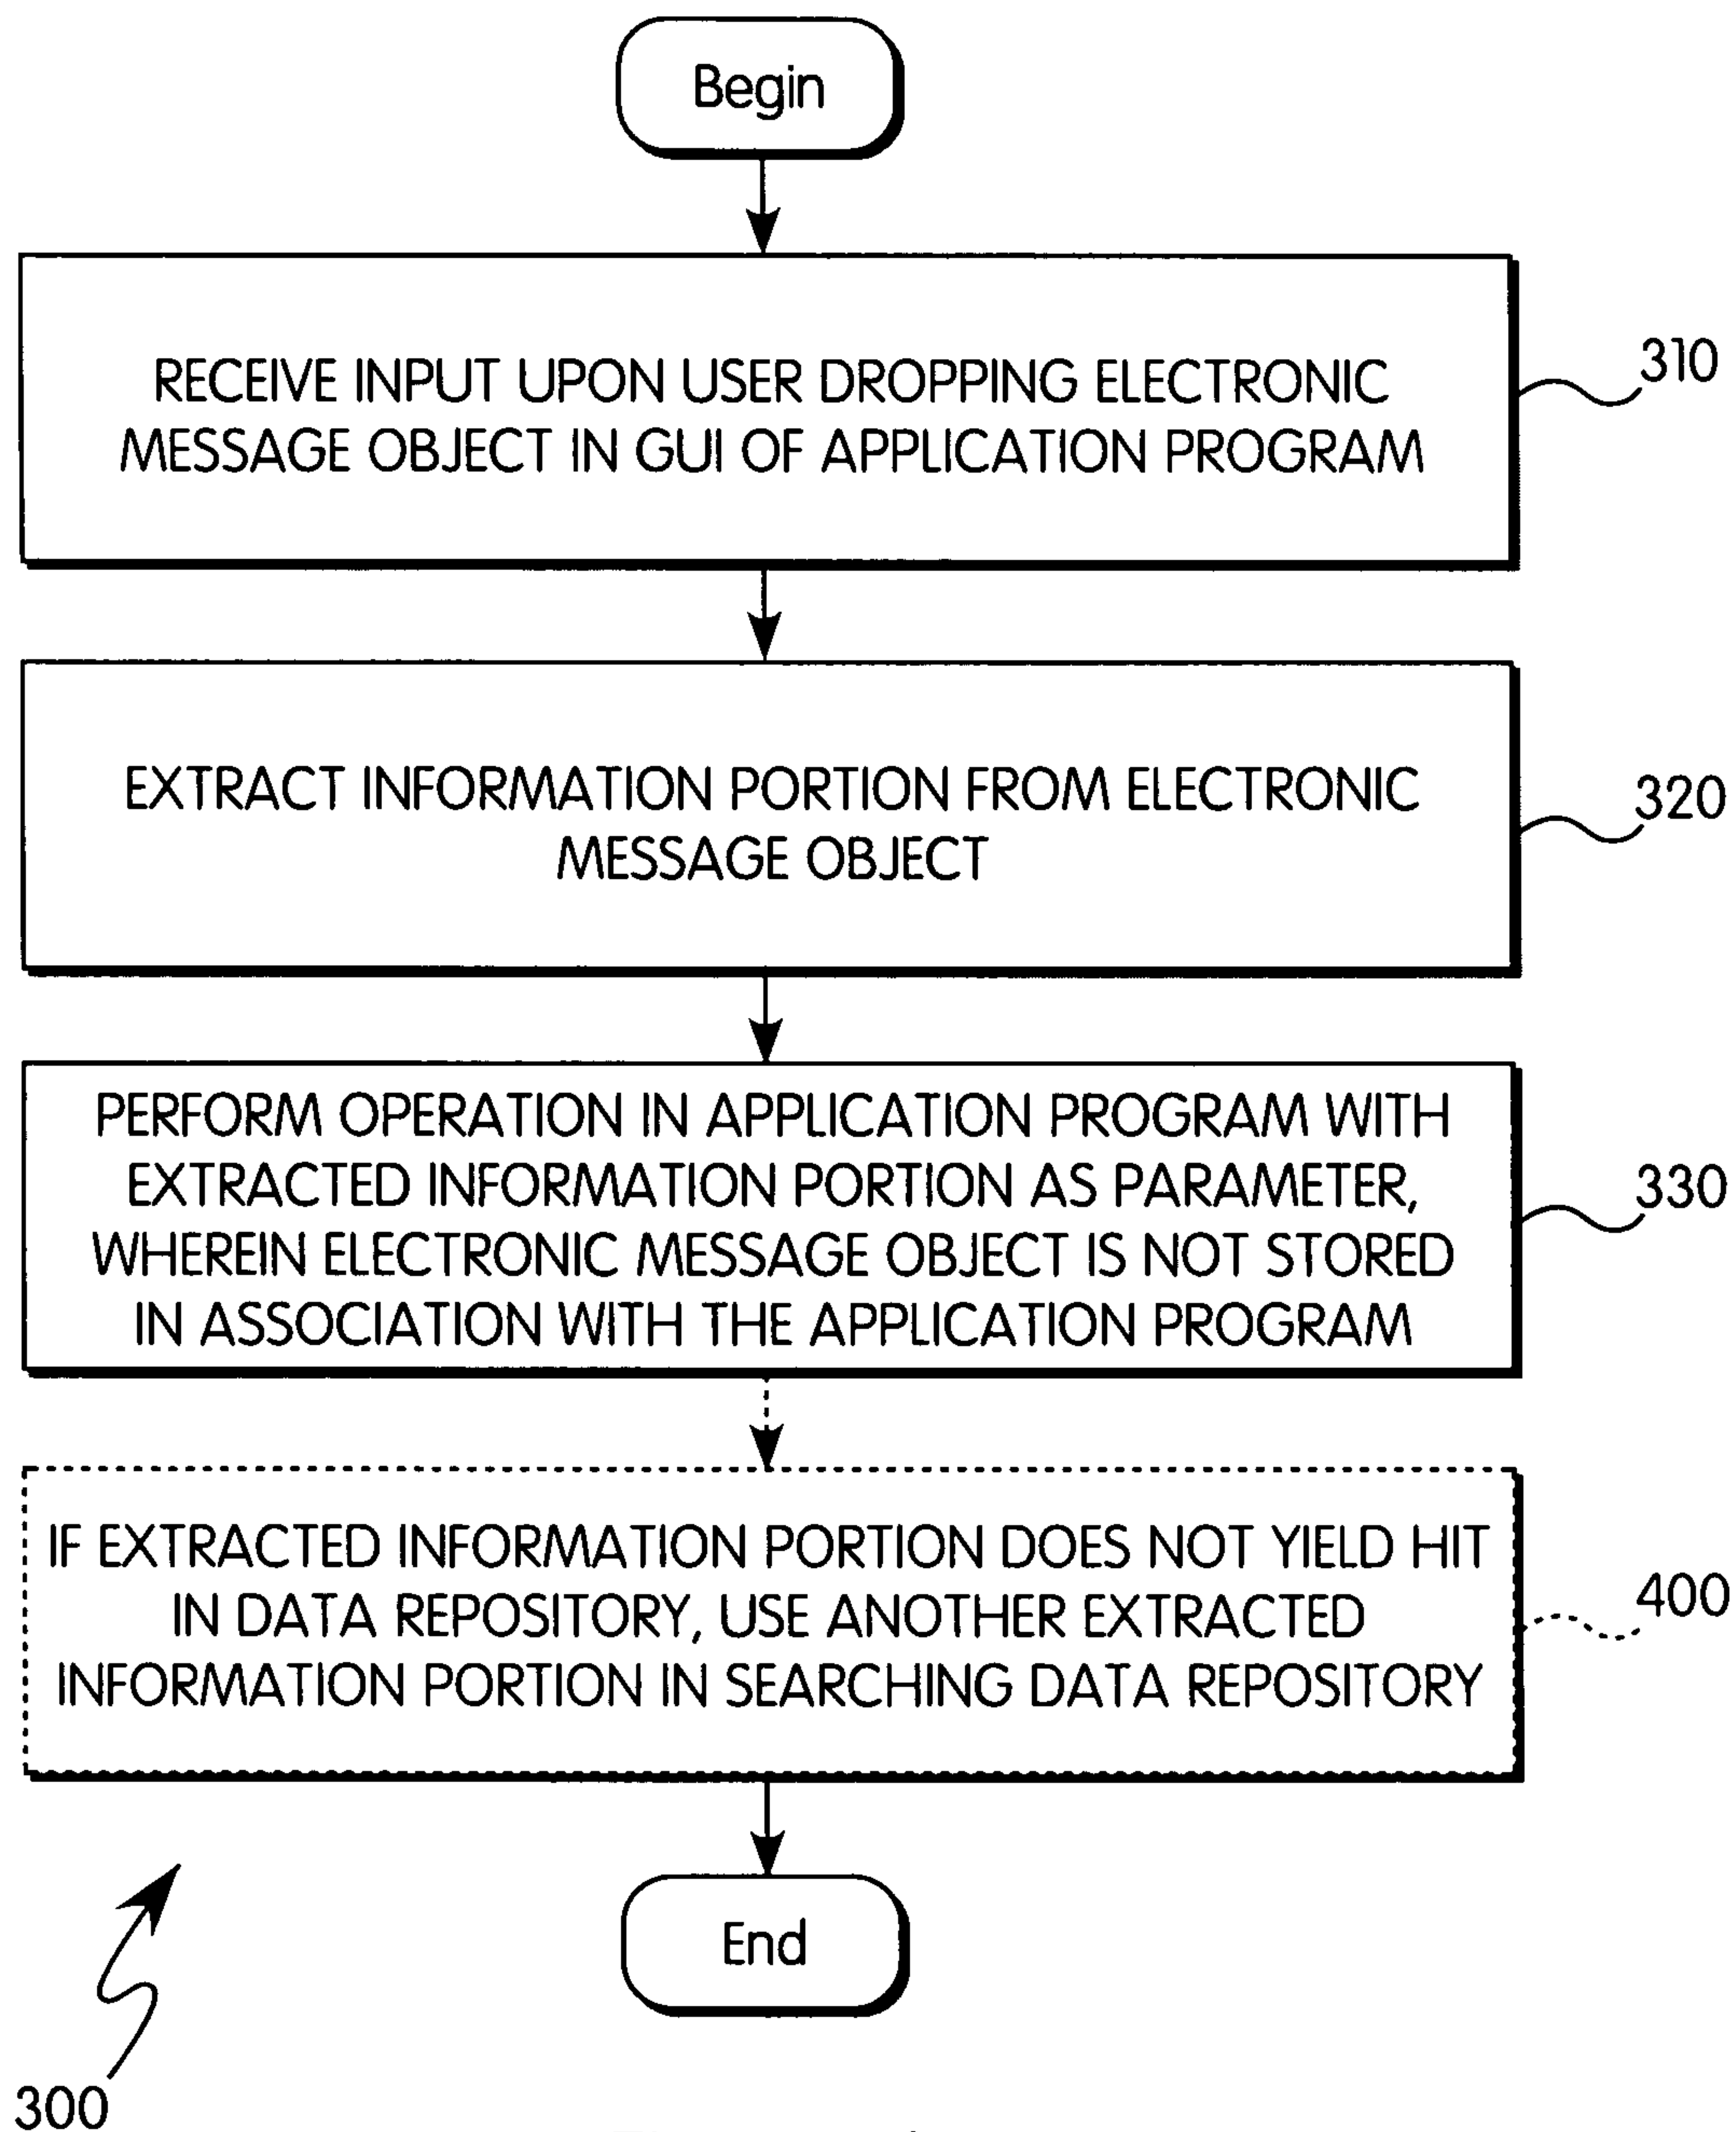 Begin
RECEIVE INPUT UPON USER DROPPING ELECTRONIC
MESSAGE OBJECT IN GUI OF APPLICATION PROGRAM
310
EXTRACT INFORMATION PORTION FROM ELECTRONIC
MESSAGE OBJECT
320
PERFORM OPERATION IN APPLICATION PROGRAM WITH
EXTRACTED INFORMATION PORTION AS PARAMETER,
WHEREIN ELECTRONIC MESSAGE OBJECT IS NOT STORED
IN ASSOCIATION WITH THE APPLICATION PROGRAM
330
IF EXTRACTED INFORMATION PORTION DOES NOT YIELD HIT
IN DATA REPOSITORY, USE ANOTHER EXTRACTED
INFORMATION PORTION IN SEARCHING DATA REPOSITORY
400
End
300